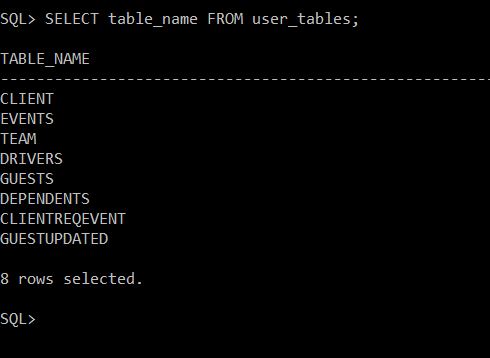 SQL> SELECT table_name FROM user_tables;
TABLE_NAME
-------------------------------------------------------
CLIENT
EVENTS
TEAM
DRIVERS
GUESTS
DEPENDENTS
CLIENTREQEVENT
GUESTUPDATED
8 rows selected.
SQL>